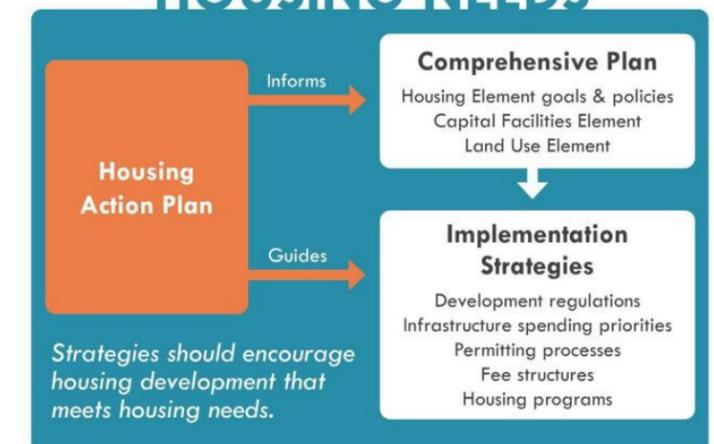 HOUSING NEEDS
Informs
Comprehensive Plan
Housing Element goals & policies
Capital Facilities Element
Land Use Element
Housing
Action Plan
Guides
Implementation
Strategies
Development regulations
Infrastructure spending priorities
Permitting processes
Fee structures
Housing programs
Strategies should encourage
housing development that
meets housing needs.